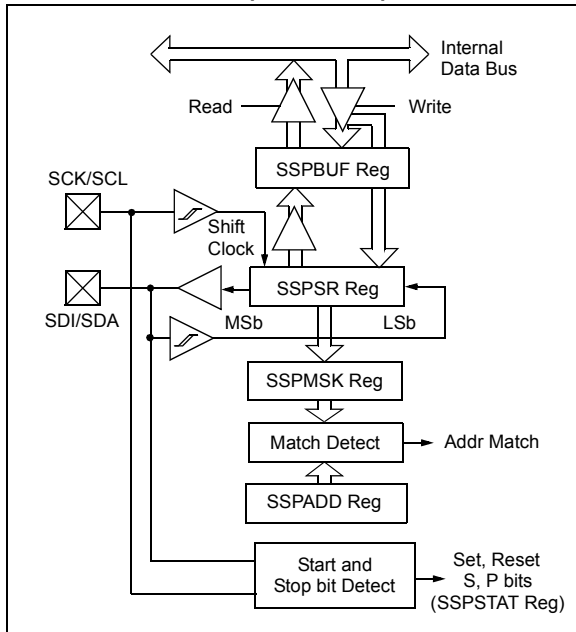 Internal
Data Bus
Read
Write
SSPBUF Reg
SCK/SCL
Shift
Clock
SSPSR Reg
MSb
LSb
SDI/SDA
SSPMSK Reg
Match Detect
Addr Match
SSPADD Reg
Start and
Stop bit Detect
Set, Reset
S, P bits
(SSPSTAT Reg)